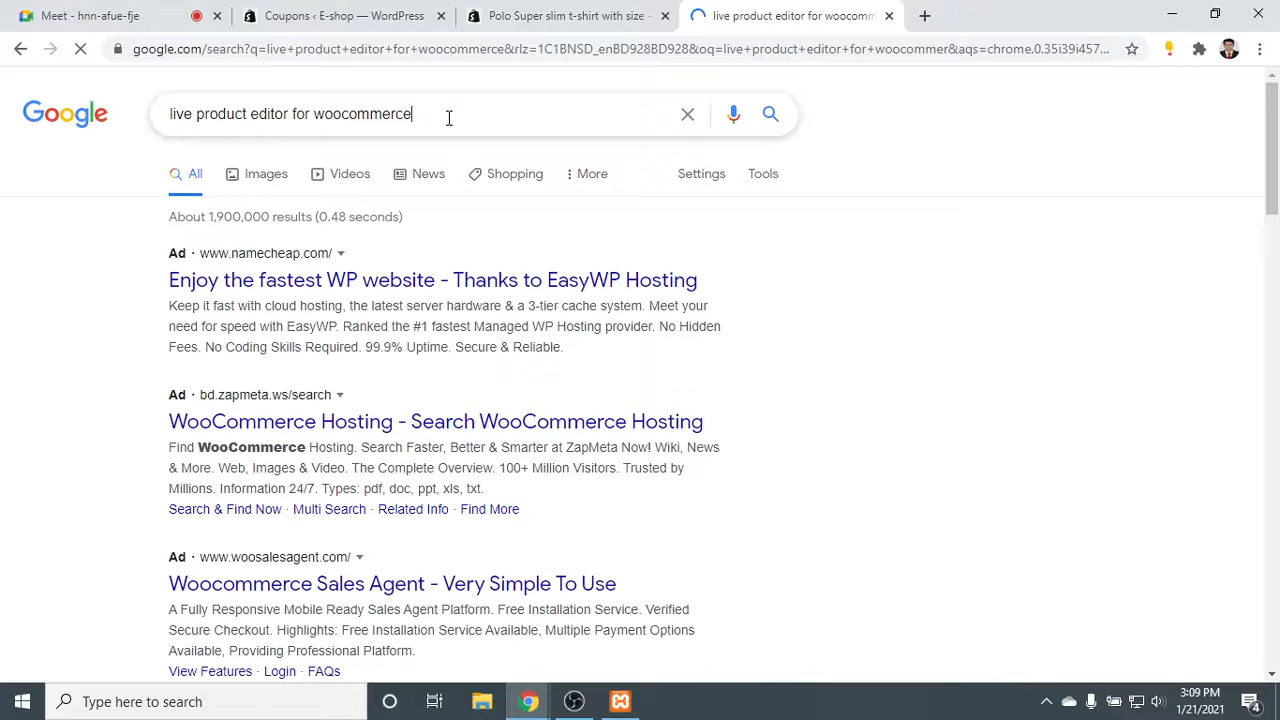 Meet - hnn-afue-fje
Coupons ‹ E-shop — WordPress
Polo Super slim t-shirt with size -
live product editor for woocomm
google.com/search?q=live+product+editor+for+woocommerce&rlz=1C1BNSD_enBD928BD928&oq=live+product+editor+for+woocommer&aqs=chrome.0.35i39i457...
Google
live product editor for woocommerce
All
Images
Videos
News
Shopping
More
Settings
Tools
About 1,900,000 results (0.48 seconds)
Ad · www.namecheap.com/
Enjoy the fastest WP website - Thanks to EasyWP Hosting
Keep it fast with cloud hosting, the latest server hardware & a 3-tier cache system. Meet your
need for speed with EasyWP. Ranked the #1 fastest Managed WP Hosting provider. No Hidden
Fees. No Coding Skills Required. 99.9% Uptime. Secure & Reliable.
Ad · bd.zapmeta.ws/search
WooCommerce Hosting - Search WooCommerce Hosting
Find WooCommerce Hosting. Search Faster, Better & Smarter at ZapMeta Now! Wiki, News
& More. Web, Images & Video. The Complete Overview. 100+ Million Visitors. Trusted by
Millions. Information 24/7. Types: pdf, doc, ppt, xls, txt.
Search & Find Now · Multi Search · Related Info · Find More
Ad · www.woosalesagent.com/
Woocommerce Sales Agent - Very Simple To Use
A Fully Responsive Mobile Ready Sales Agent Platform. Free Installation Service. Verified
Secure Checkout. Highlights: Free Installation Service Available, Multiple Payment Options
Available, Providing Professional Platform.
View Features · Login · FAQs
Type here to search
3:09 PM
1/21/2021
4